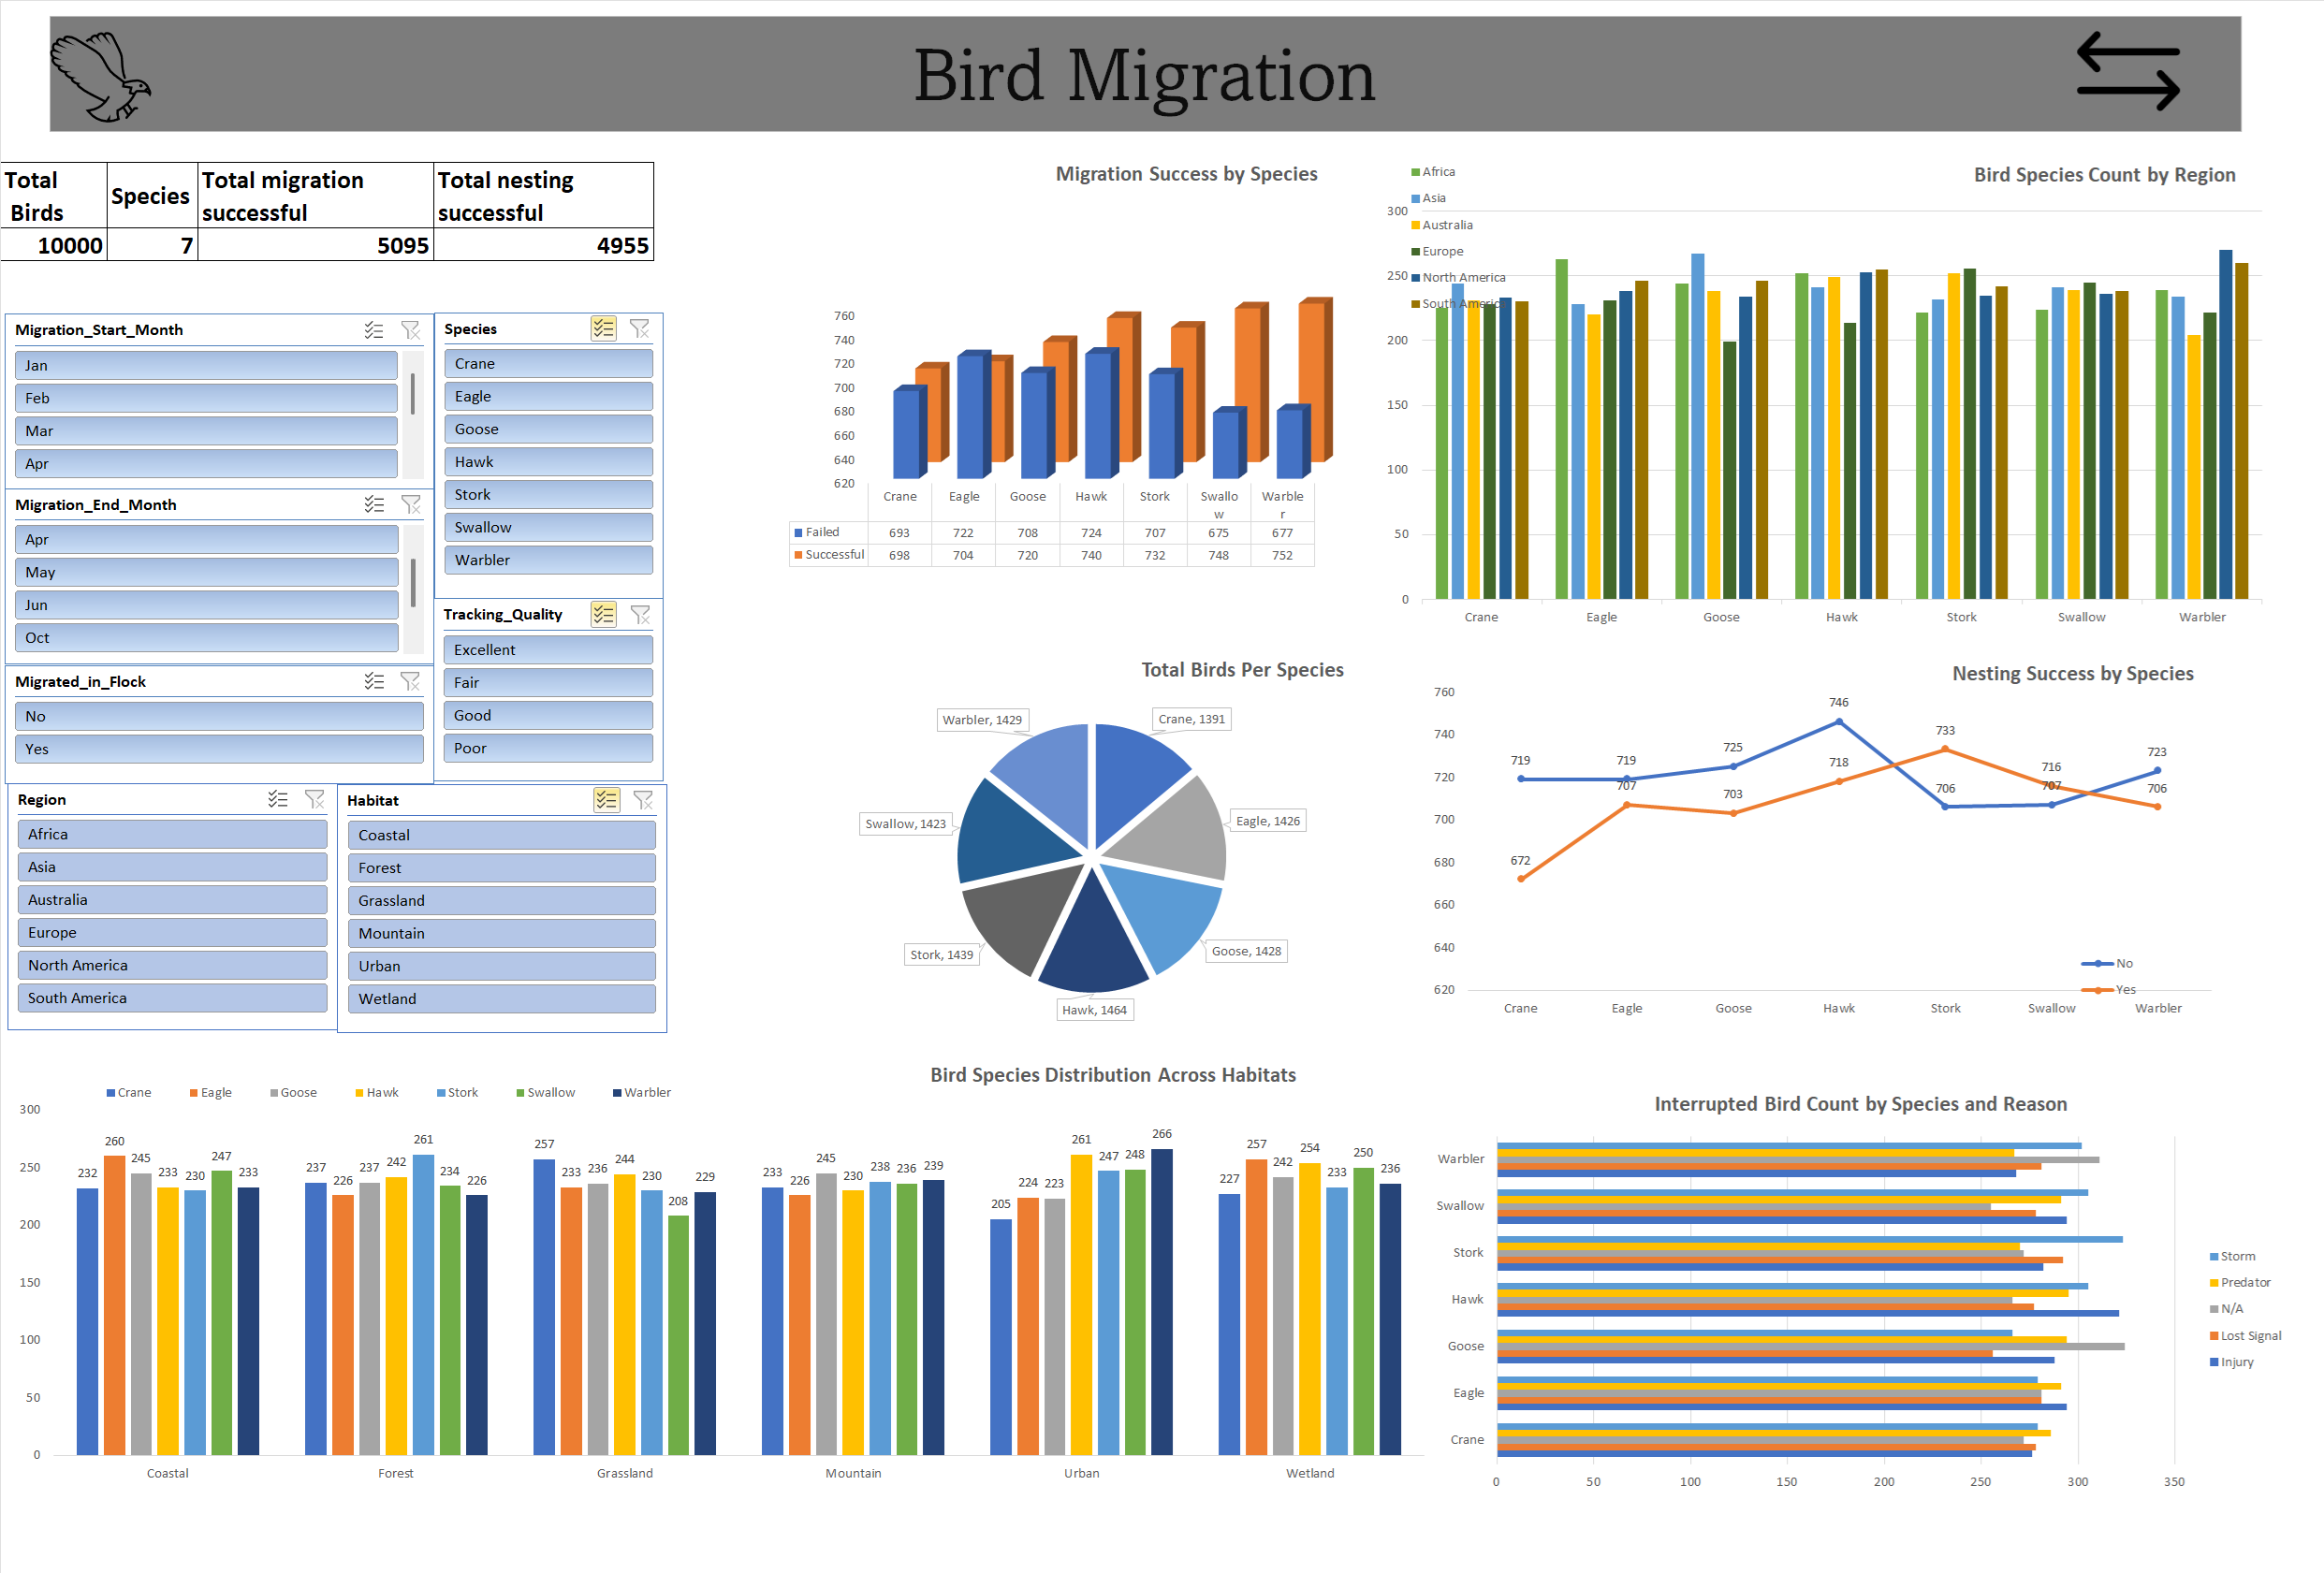 Bird Migration
Total Birds	Species	Total migration successful	Total nesting successful
10000	7	5095	4955
Migration_Start_Month
Jan
Feb
Mar
Apr
Migration_End_Month
Apr
May
Jun
Oct
Migrated_in_Flock
No
Yes
Species
Crane
Eagle
Goose
Hawk
Stork
Swallow
Warbler
Tracking_Quality
Excellent
Fair
Good
Poor
Region
Africa
Asia
Australia
Europe
North America
South America
Habitat
Coastal
Forest
Grassland
Mountain
Urban
Wetland
Migration Success by Species
760
740
720
700
680
660
640
620
Crane Eagle Goose Hawk Stork Swallo w Warble r
Failed 693 722 708 724 707 675 677
Successful 698 704 720 740 732 748 752
Bird Species Count by Region
Africa
Asia
Australia
Europe
North America
South America
300
250
200
150
100
50
0
Crane Eagle Goose Hawk Stork Swallow Warbler
Total Birds Per Species
Warbler, 1429
Crane, 1391
Swallow, 1423
Eagle, 1426
Stork, 1439
Goose, 1428
Hawk, 1464
Nesting Success by Species
760
740
720
700
680
660
640
620
719 719 725 746 706 707 723
672 707 703 718 733 716 706
No
Yes
Crane Eagle Goose Hawk Stork Swallow Warbler
Bird Species Distribution Across Habitats
Crane Eagle Goose Hawk Stork Swallow Warbler
300
250
200
150
100
50
0
232 260 245 233 230 247 233
237 226 237 242 261 234 226
257 233 236 244 230 208 229
233 226 245 230 238 236 239
205 224 223 261 247 248 266
227 257 242 254 233 250 236
Coastal Forest Grassland Mountain Urban Wetland
Interrupted Bird Count by Species and Reason
Warbler
Swallow
Stork
Hawk
Goose
Eagle
Crane
0 50 100 150 200 250 300 350
Storm
Predator
N/A
Lost Signal
Injury